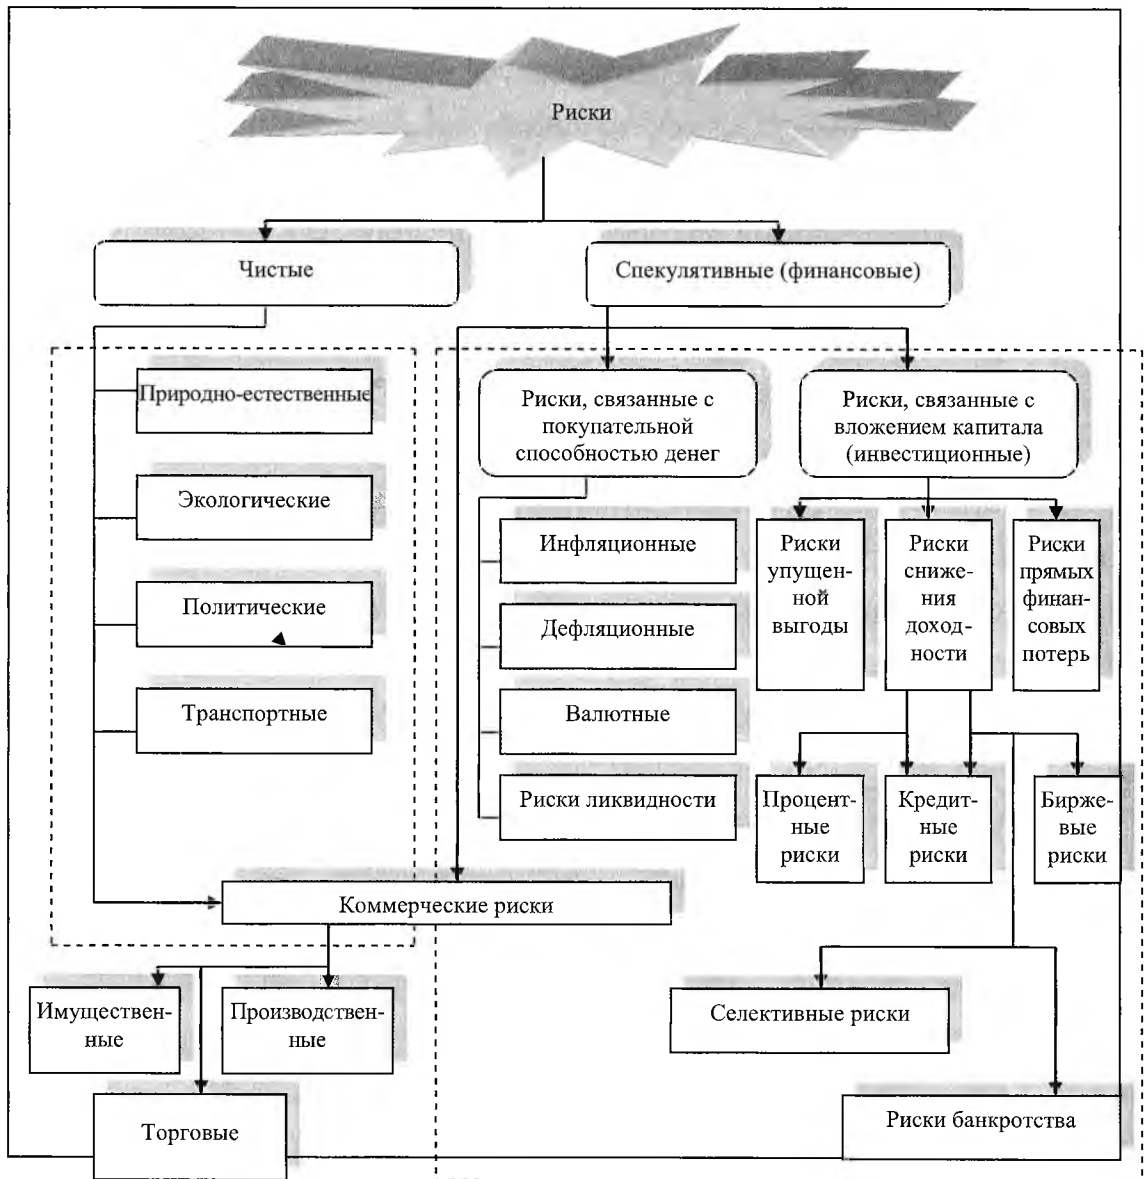 Риски
Чистые
Спекулятивные (финансовые)
Природно-естественные
Экологические
Политические
Транспортные
Риски, связанные с
покупательной
способностью денег
Риски, связанные с
вложением капитала
(инвестиционные)
Инфляционные
Дефляционные
Валютные
Риски ликвидности
Риски
упущен-
ной
выгоды
Риски
сниже-
ния
доход-
ности
Риски
прямых
финан-
совых
потерь
Процент-
ные
риски
Кредит-
ные
риски
Бирже-
вые
риски
Коммерческие риски
Имуществен-
ные
Производствен-
ные
Торговые
Селективные риски
Риски банкротства